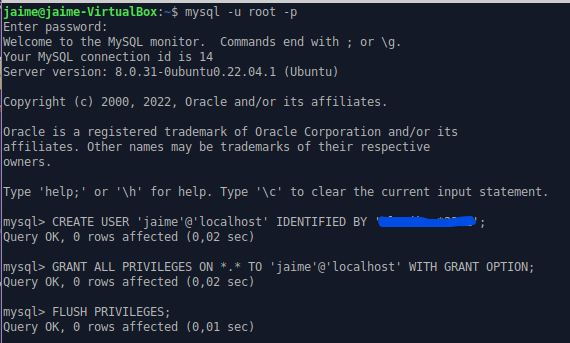 jaime@jaime-VirtualBox:~$ mysql -u root -p
Enter password:
Welcome to the MySQL monitor.  Commands end with ; or \g.
Your MySQL connection id is 14
Server version: 8.0.31-0ubuntu0.22.04.1 (Ubuntu)

Copyright (c) 2000, 2022, Oracle and/or its affiliates.

Oracle is a registered trademark of Oracle Corporation and/or its
affiliates. Other names may be trademarks of their respective
owners.

Type 'help;' or '\h' for help. Type '\c' to clear the current input statement.

mysql> CREATE USER 'jaime'@'localhost' IDENTIFIED BY '';
Query OK, 0 rows affected (0,02 sec)

mysql> GRANT ALL PRIVILEGES ON *.* TO 'jaime'@'localhost' WITH GRANT OPTION;
Query OK, 0 rows affected (0,02 sec)

mysql> FLUSH PRIVILEGES;
Query OK, 0 rows affected (0,01 sec)